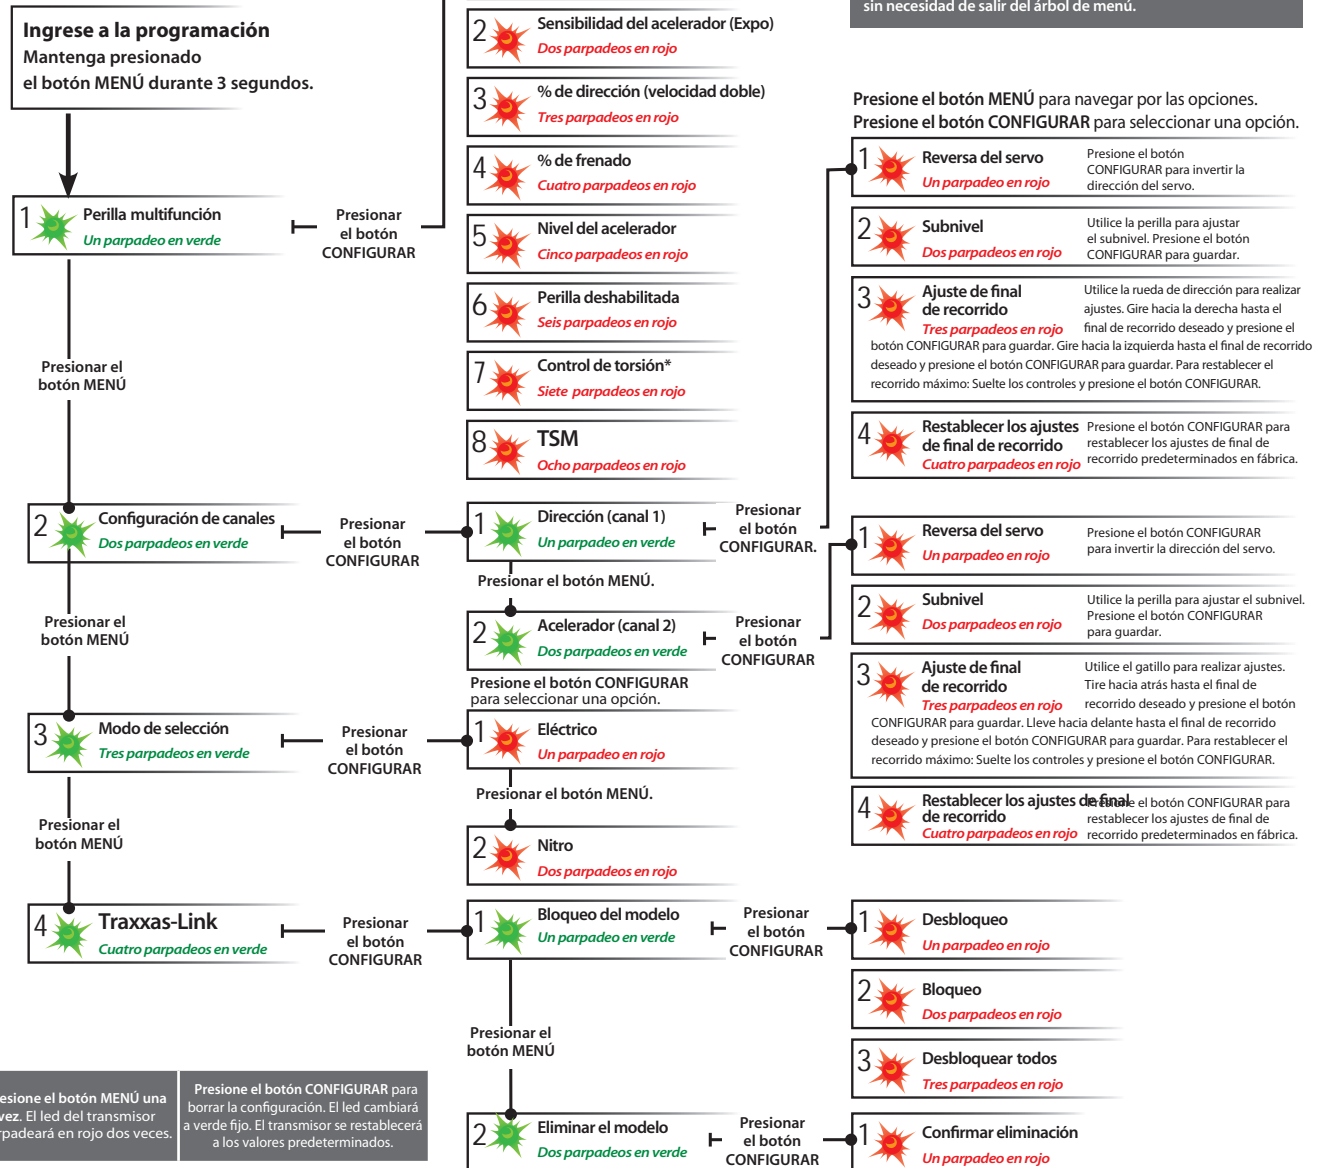 Ingrese a la programación
Mantenga presionado
el botón MENÚ durante 3 segundos.
1
Perilla multifunción
Un parpadeo en verde
Presionar
el botón
CONFIGURAR
Presionar el
botón MENÚ
2
Configuración de canales
Dos parpadeos en verde
Presionar
el botón
CONFIGURAR
Presionar el
botón MENÚ
3
Modo de selección
Tres parpadeos en verde
Presionar
el botón
CONFIGURAR
Presionar el
botón MENÚ
4
Traxxas-Link
Cuatro parpadeos en verde
Presionar
el botón
CONFIGURAR
2
Sensibilidad del acelerador (Expo)
Dos parpadeos en rojo
3
% de dirección (velocidad doble)
Tres parpadeos en rojo
4
% de frenado
Cuatro parpadeos en rojo
5
Nivel del acelerador
Cinco parpadeos en rojo
6
Perilla deshabilitada
Seis parpadeos en rojo
7
Control de torsión*
Siete parpadeos en rojo
8
TSM
Ocho parpadeos en rojo
1
Dirección (canal 1)
Un parpadeo en verde
Presionar
el botón
CONFIGURAR.
Presionar el botón MENÚ.
2
Acelerador (canal 2)
Dos parpadeos en verde
Presionar
el botón
CONFIGURAR
Presione el botón CONFIGURAR
para seleccionar una opción.
1
Eléctrico
Un parpadeo en rojo
Presionar el botón MENÚ.
2
Nitro
Dos parpadeos en rojo
1
Bloqueo del modelo
Un parpadeo en verde
Presionar
el botón
CONFIGURAR
Presionar el
botón MENÚ
2
Eliminar el modelo
Dos parpadeos en verde
Presionar
el botón
CONFIGURAR
sin necesidad de salir del árbol de menú.
Presione el botón MENÚ para navegar por las opciones.
Presione el botón CONFIGURAR para seleccionar una opción.
1
Reversa del servo
Un parpadeo en rojo
Presione el botón
CONFIGURAR para invertir la
dirección del servo.
2
Subnivel
Dos parpadeos en rojo
Utilice la perilla para ajustar
el subnivel. Presione el botón
CONFIGURAR para guardar.
3
Ajuste de final
de recorrido
Tres parpadeos en rojo
Utilice la rueda de dirección para realizar
ajustes. Gire hacia la derecha hasta el
final de recorrido deseado y presione el
botón CONFIGURAR para guardar. Gire hacia la izquierda hasta el final de recorrido
deseado y presione el botón CONFIGURAR para guardar. Para restablecer el
recorrido máximo: Suelte los controles y presione el botón CONFIGURAR.
4
Restablecer los ajustes
de final de recorrido
Cuatro parpadeos en rojo
Presione el botón CONFIGURAR para
restablecer los ajustes de final de
recorrido predeterminados en fábrica.
1
Reversa del servo
Un parpadeo en rojo
Presione el botón CONFIGURAR
para invertir la dirección del servo.
2
Subnivel
Dos parpadeos en rojo
Utilice la perilla para ajustar el subnivel.
Presione el botón CONFIGURAR
para guardar.
3
Ajuste de final
de recorrido
Tres parpadeos en rojo
Utilice el gatillo para realizar ajustes.
Tire hacia atrás hasta el final de
recorrido deseado y presione el botón
CONFIGURAR para guardar. Lleve hacia delante hasta el final de recorrido
deseado y presione el botón CONFIGURAR para guardar. Para restablecer el
recorrido máximo: Suelte los controles y presione el botón CONFIGURAR.
4
Restablecer los ajustes de final
de recorrido
Cuatro parpadeos en rojo
Presione el botón CONFIGURAR para
restablecer los ajustes de final de
recorrido predeterminados en fábrica.
1
Desbloqueo
Un parpadeo en rojo
2
Bloqueo
Dos parpadeos en rojo
3
Desbloquear todos
Tres parpadeos en rojo
1
Confirmar eliminación
Un parpadeo en rojo
esione el botón MENÚ una
vez. El led del transmisor
rpadeará en rojo dos veces.
Presione el botón CONFIGURAR para
borrar la configuración. El led cambiará
a verde fijo. El transmisor se restablecerá
a los valores predeterminados.